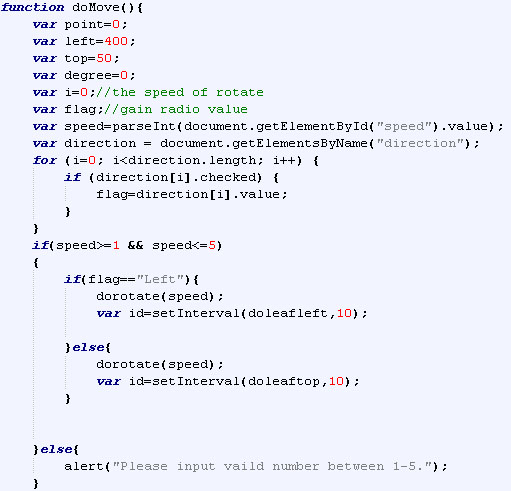 function doMove(){
    var point=0;
    var left=400;
    var top=50;
    var degree=0;
    var i=0;//the speed of rotate
    var flag;//gain radio value
    var speed=parseInt(document.getElementById("speed").value);
    var direction = document.getElementsByName("direction");
    for (i=0; i<direction.length; i++) {
        if (direction[i].checked) {
            flag=direction[i].value;
        }
    }
    if(speed>=1 && speed<=5)
    {
        if(flag=="Left"){
            dorotate(speed);
            var id=setInterval(doleafleft,10);
        }else{
            dorotate(speed);
            var id=setInterval(doleaftop,10);
        }
    }else{
        alert("Please input vaild number between 1-5.");
    }